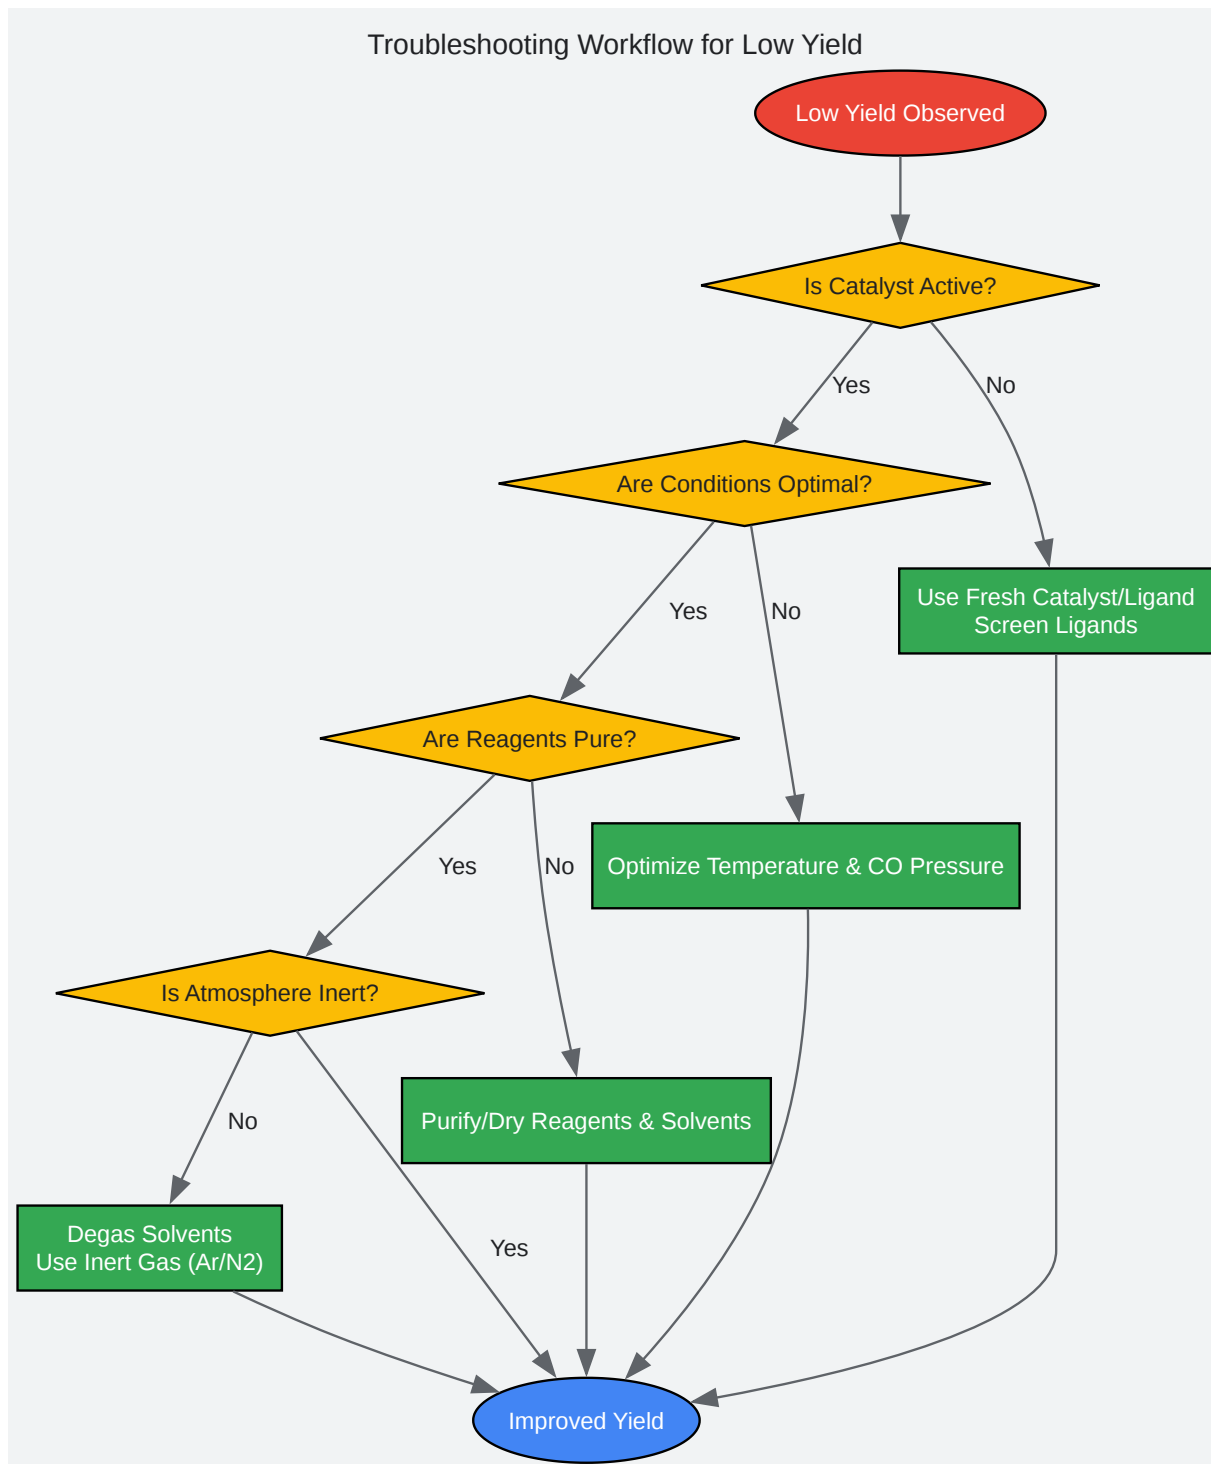 Troubleshooting Workflow for Low Yield
Low Yield Observed
Is Catalyst Active?
Yes
No
Are Conditions Optimal?
Use Fresh Catalyst/Ligand
Screen Ligands
Yes
No
Are Reagents Pure?
Yes
No
Optimize Temperature & CO Pressure
Is Atmosphere Inert?
No
Purify/Dry Reagents & Solvents
Degas Solvents
Use Inert Gas (Ar/N2)
Yes
Improved Yield